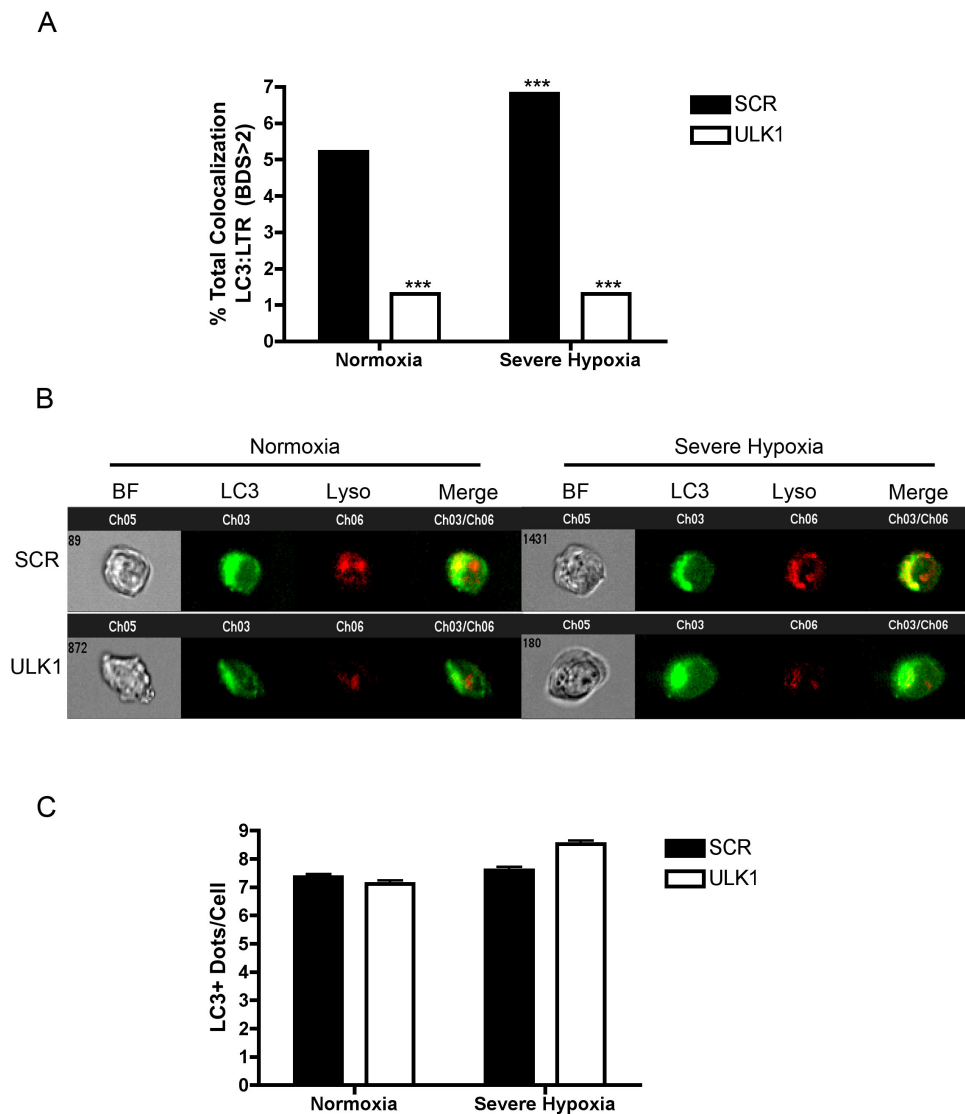 A
% Total Colocalization
LC3:LTR (BDS>2)
7
6
5
4
3
2
1
0
***
***
***
Normoxia
Severe Hypoxia
SCR
ULK1
B
Normoxia
Severe Hypoxia
BF
LC3
Lyso
Merge
BF
LC3
Lyso
Merge
Ch05
Ch03
Ch06
Ch03/Ch06
Ch05
Ch03
Ch06
Ch03/Ch06
SCR
89
1431
Ch05
Ch03
Ch06
Ch03/Ch06
Ch05
Ch03
Ch06
Ch03/Ch06
ULK1
872
180
C
LC3+ Dots/Cell
9
8
7
6
5
4
3
2
1
0
Normoxia
Severe Hypoxia
SCR
ULK1